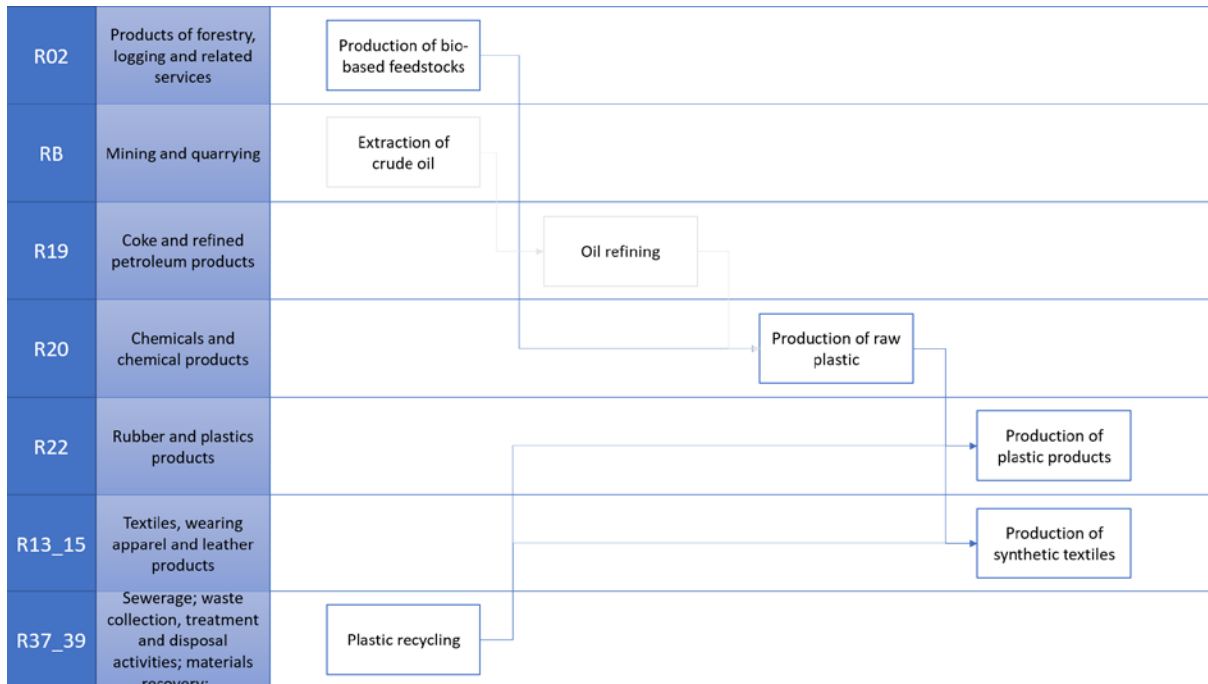 R02
Products of forestry,
logging and related
services
Production of bio-
based feedstocks
RB
Mining and quarrying
Extraction of
crude oil
R19
Coke and refined
petroleum products
Oil refining
R20
Chemicals and
chemical products
Production of raw
plastic
R22
Rubber and plastics
products
Production of
plastic products
R13_15
Textiles, wearing
apparel and leather
products
Production of
synthetic textiles
R37_39
Sewerage; waste
collection, treatment
and disposal
activities; materials
recovery;
Plastic recycling